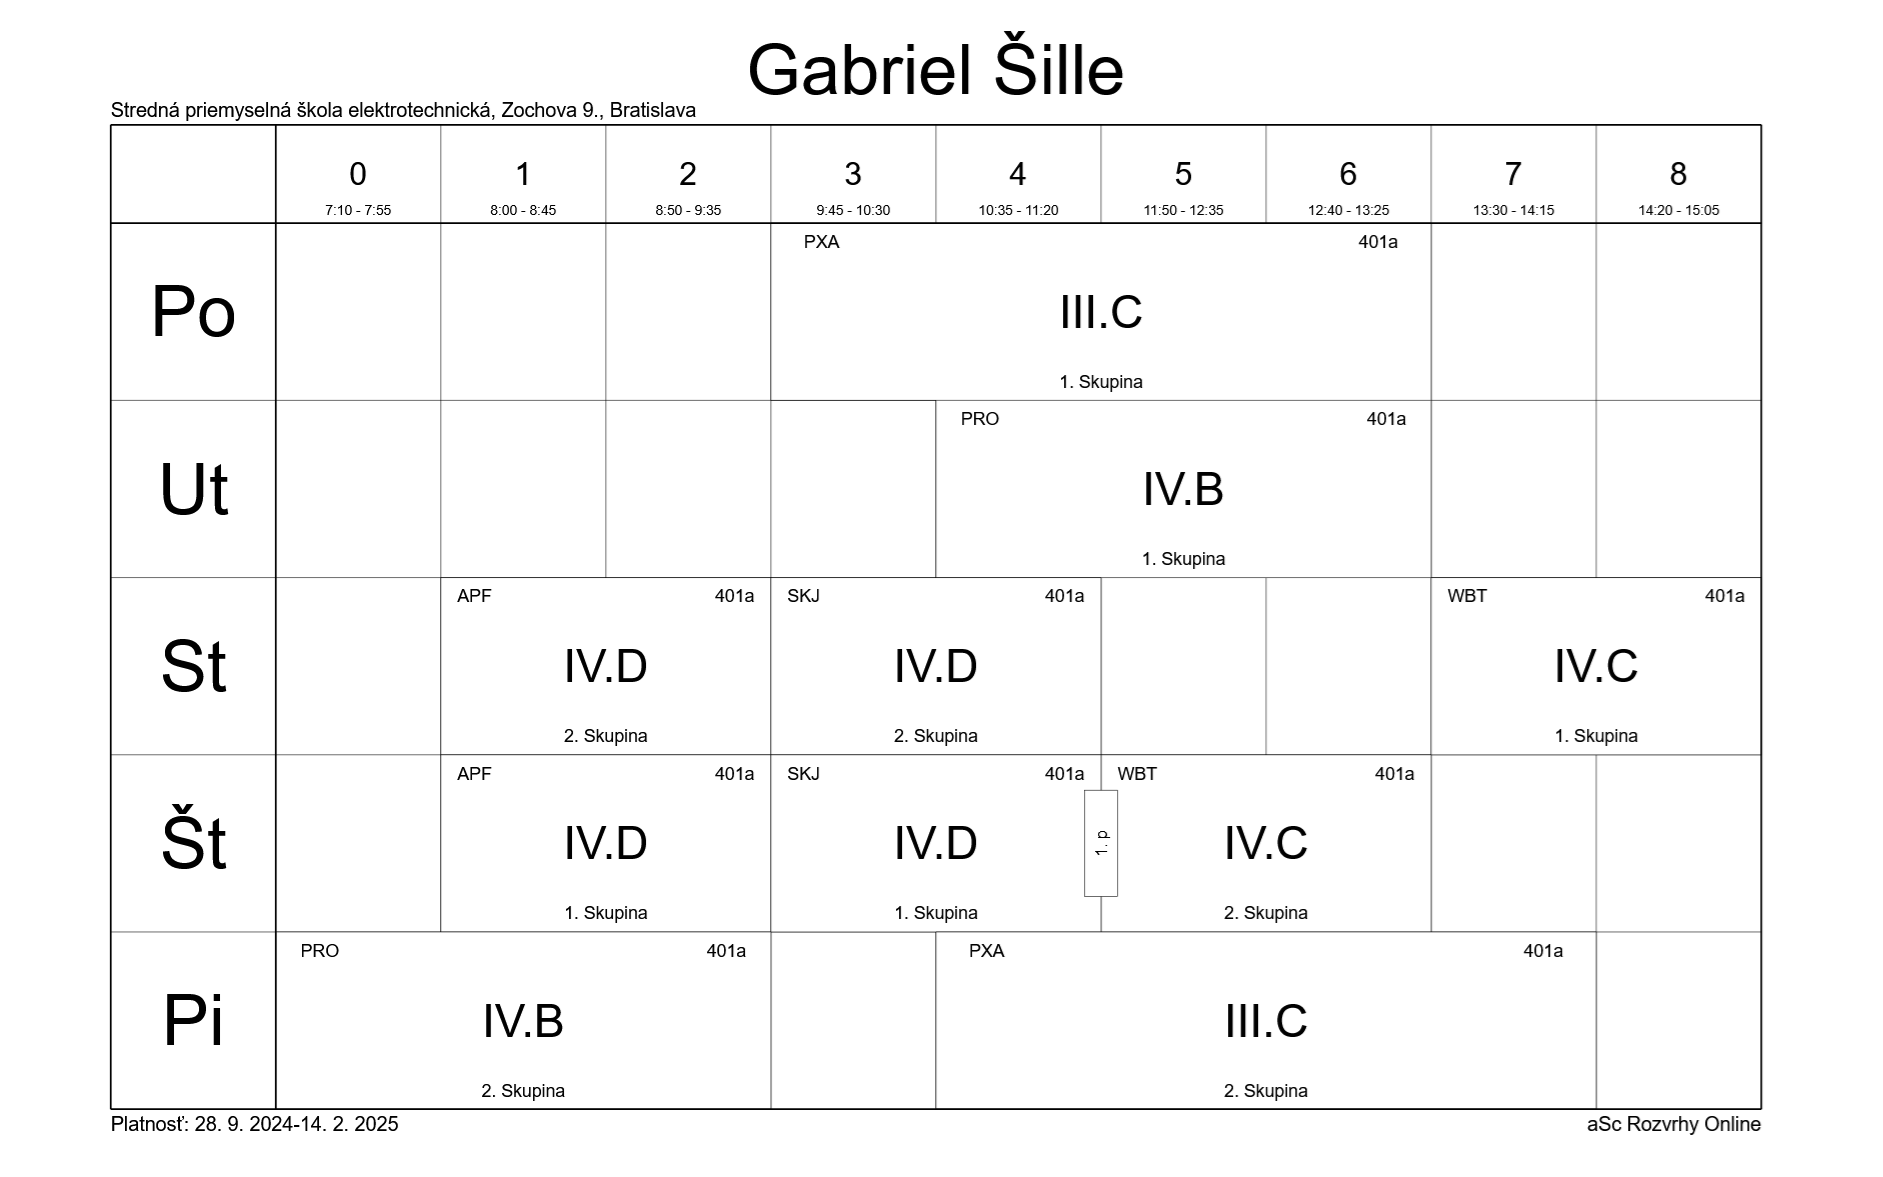 Gabriel Šille
Stredná priemyselná škola elektrotechnická, Zochova 9., Bratislava
0 1 2 3 4 5 6 7 8
7:10 - 7:55 8:00 - 8:45 8:50 - 9:35 9:45 - 10:30 10:35 - 11:20 11:50 - 12:35 12:40 - 13:25 13:30 - 14:15 14:20 - 15:05
PXA 401a
Po III.C
1. Skupina
PRO 401a
Ut IV.B
1. Skupina
APF 401a SKJ 401a WBT 401a
St IV.D IV.D IV.C
2. Skupina 2. Skupina 1. Skupina
APF 401a SKJ 401a WBT 401a
Št IV.D IV.D 1. p IV.C
1. Skupina 1. Skupina 2. Skupina
PRO 401a PXA 401a
Pi IV.B III.C
2. Skupina 2. Skupina
Platnosť: 28. 9. 2024-14. 2. 2025 aSc Rozvrhy Online